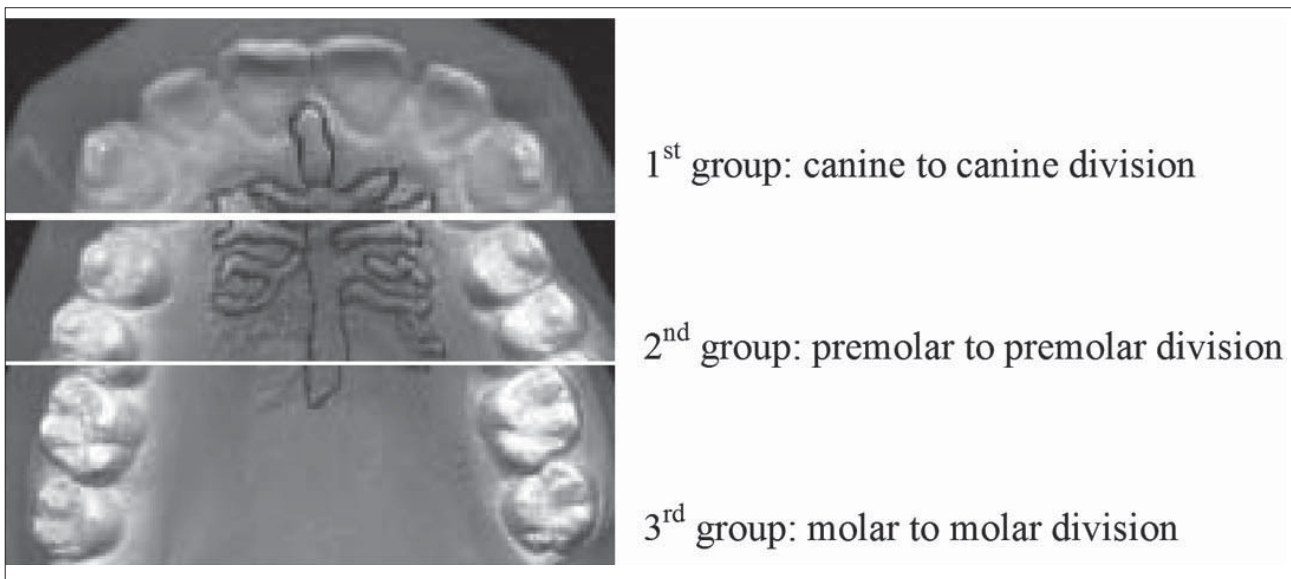 1st group: canine to canine division
2nd group: premolar to premolar division
3rd group: molar to molar division